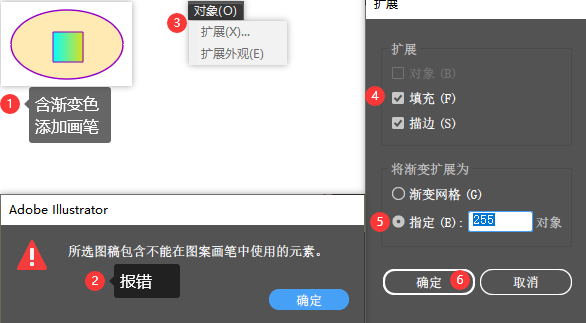 1
含渐变色
添加画笔
Adobe Illustrator
所选图稿包含不能在图案画笔中使用的元素。
2
报错
确定
3
对象(O)
扩展(X)...
扩展外观(E)
扩展
扩展
对象 (B)
4
填充 (F)
描边 (S)
将渐变扩展为
渐变网格 (G)
5
指定 (E): 255 对象
确定
6
取消